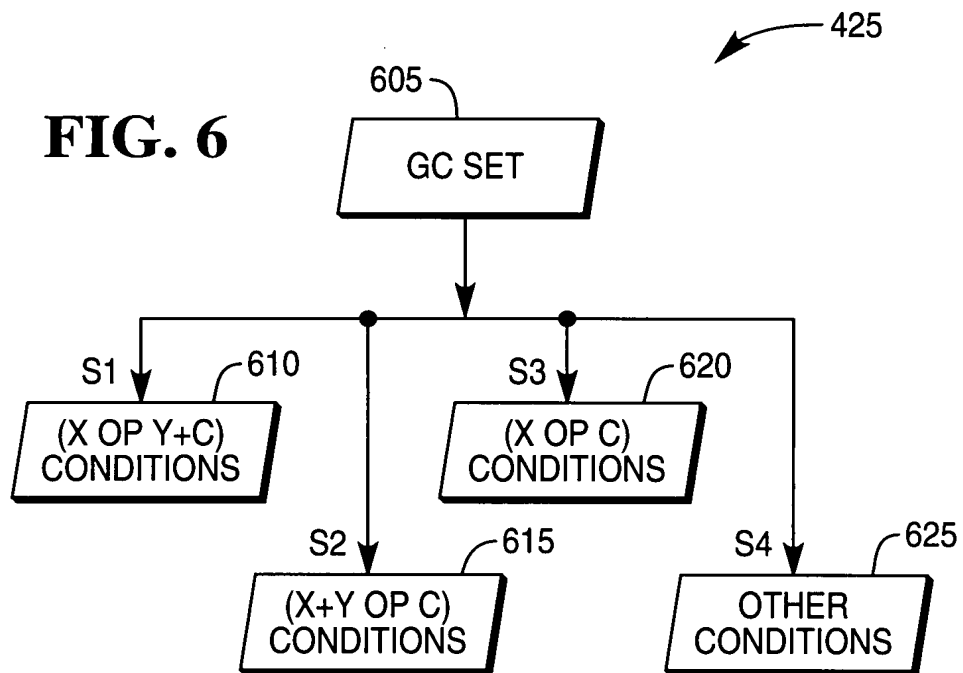 425
605
FIG. 6
GC SET
S1
610
(X OP Y+C)
CONDITIONS
S3
620
(X OP C)
CONDITIONS
S2
615
(X+Y OP C)
CONDITIONS
S4
625
OTHER
CONDITIONS